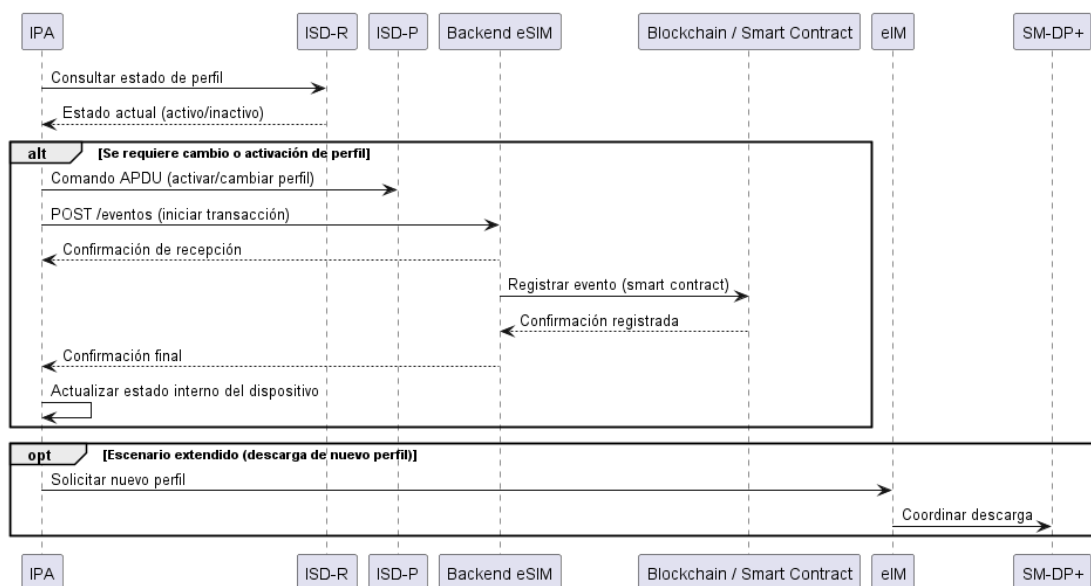 IPA ISD-R ISD-P Backend eSIM Blockchain / Smart Contract eIM SM-DP+
Consultar estado de perfil
Estado actual (activo/inactivo)
alt [Se requiere cambio o activación de perfil]
Comando APDU (activar/cambiar perfil)
POST /eventos (iniciar transacción)
Confirmación de recepción
Registrar evento (smart contract)
Confirmación registrada
Confirmación final
Actualizar estado interno del dispositivo
opt [Escenario extendido (descarga de nuevo perfil)]
Solicitar nuevo perfil
Coordinar descarga
IPA ISD-R ISD-P Backend eSIM Blockchain / Smart Contract eIM SM-DP+